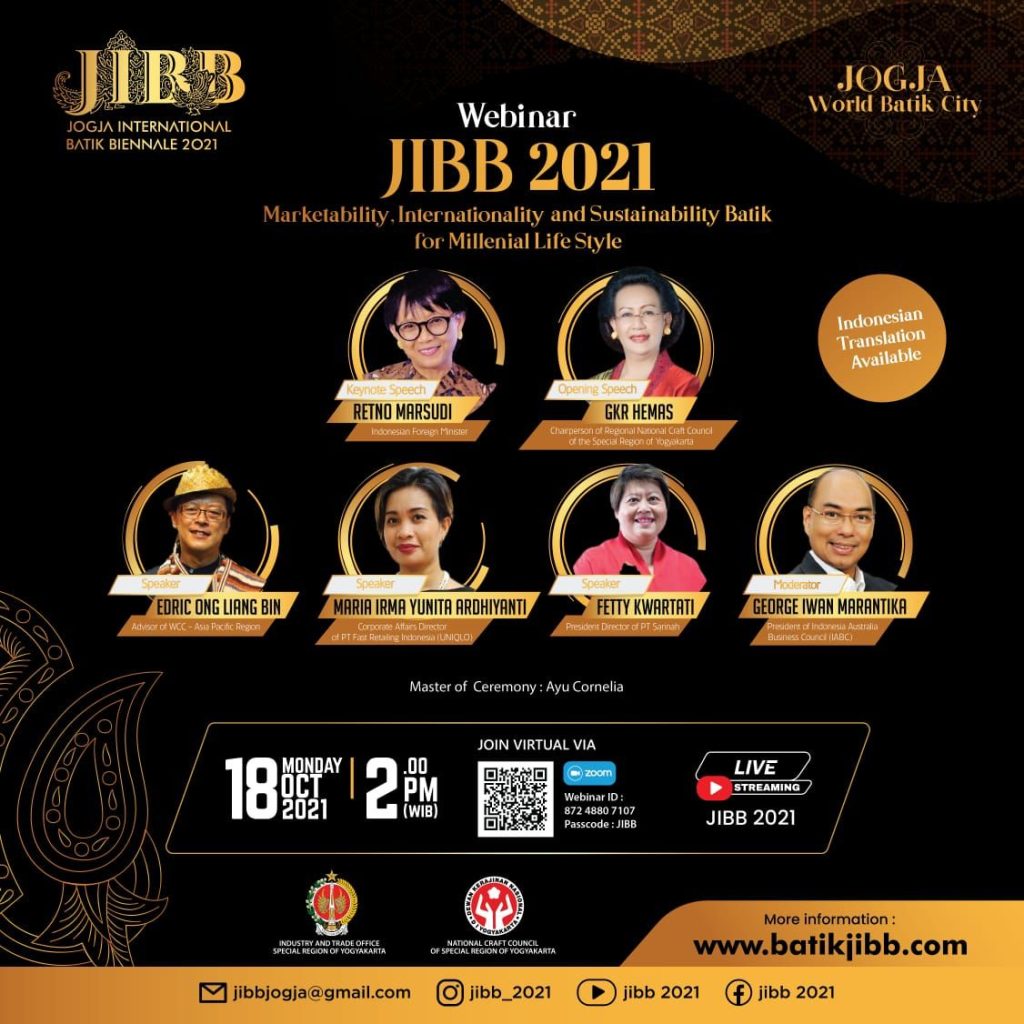 JIBB
JOGJA INTERNATIONAL
BATIK BIENNALE 2021
JOGJA
World Batik City
Webinar
JIBB 2021
Marketability, Internationality and Sustainability Batik
for Millenial Life Style
Indonesian
Translation
Available
Keynote Speech
RETNO MARSUDI
Indonesian Foreign Minister
Opening Speech
GKR HEMAS
Chairperson of Regional National Craft Council
of the Special Region of Yogyakarta
Speaker
EDRIC ONG LIANG BIN
Advisor of WCC - Asia Pacific Region
Speaker
MARIA IRMA YUNITA ARDHIYANTI
Corporate Affairs Director
of PT Fast Retailing Indonesia (UNIQLO)
Speaker
FETTY KWARTATI
President Director of PT Sarinah
Moderator
GEORGE IWAN MARANTIKA
President of Indonesia Australia
Business Council (IABC)
Master of Ceremony : Ayu Cornelia
18 MONDAY
OCT
2021
2.00
PM
(WIB)
JOIN VIRTUAL VIA
zoom
Webinar ID :
872 4880 7107
Passcode : JIBB
LIVE
STREAMING
JIBB 2021
DEWAN KERAJINAN NASIONAL
YOGYAKARTA
INDUSTRY AND TRADE OFFICE
SPECIAL REGION OF YOGYAKARTA
NATIONAL CRAFT COUNCIL
OF SPECIAL REGION OF YOGYAKARTA
More information :
www.batikjibb.com
jibbjogja@gmail.com
jibb_2021
jibb 2021
jibb 2021